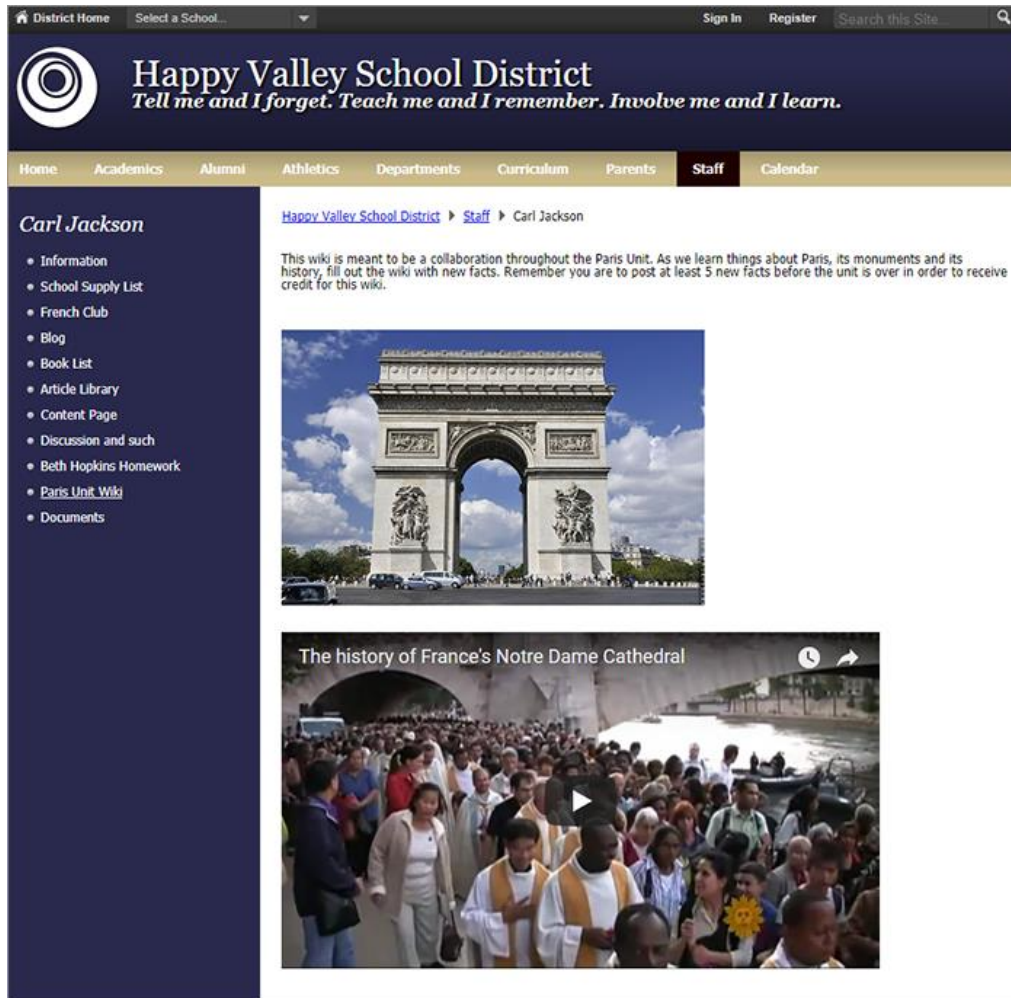 District Home Select a School... Sign In Register Search this Site...
Happy Valley School District
Tell me and I forget. Teach me and I remember. Involve me and I learn.
Home Academics Alumni Athletics Departments Curriculum Parents Staff Calendar
Carl Jackson
Information
School Supply List
French Club
Blog
Book List
Article Library
Content Page
Discussion and such
Beth Hopkins Homework
Paris Unit Wiki
Documents
Happy Valley School District Staff Carl Jackson
This wiki is meant to be a collaboration throughout the Paris Unit. As we learn things about Paris, its monuments and its
history, fill out the wiki with new facts. Remember you are to post at least 5 new facts before the unit is over in order to receive
credit for this wiki.
The history of France's Notre Dame Cathedral